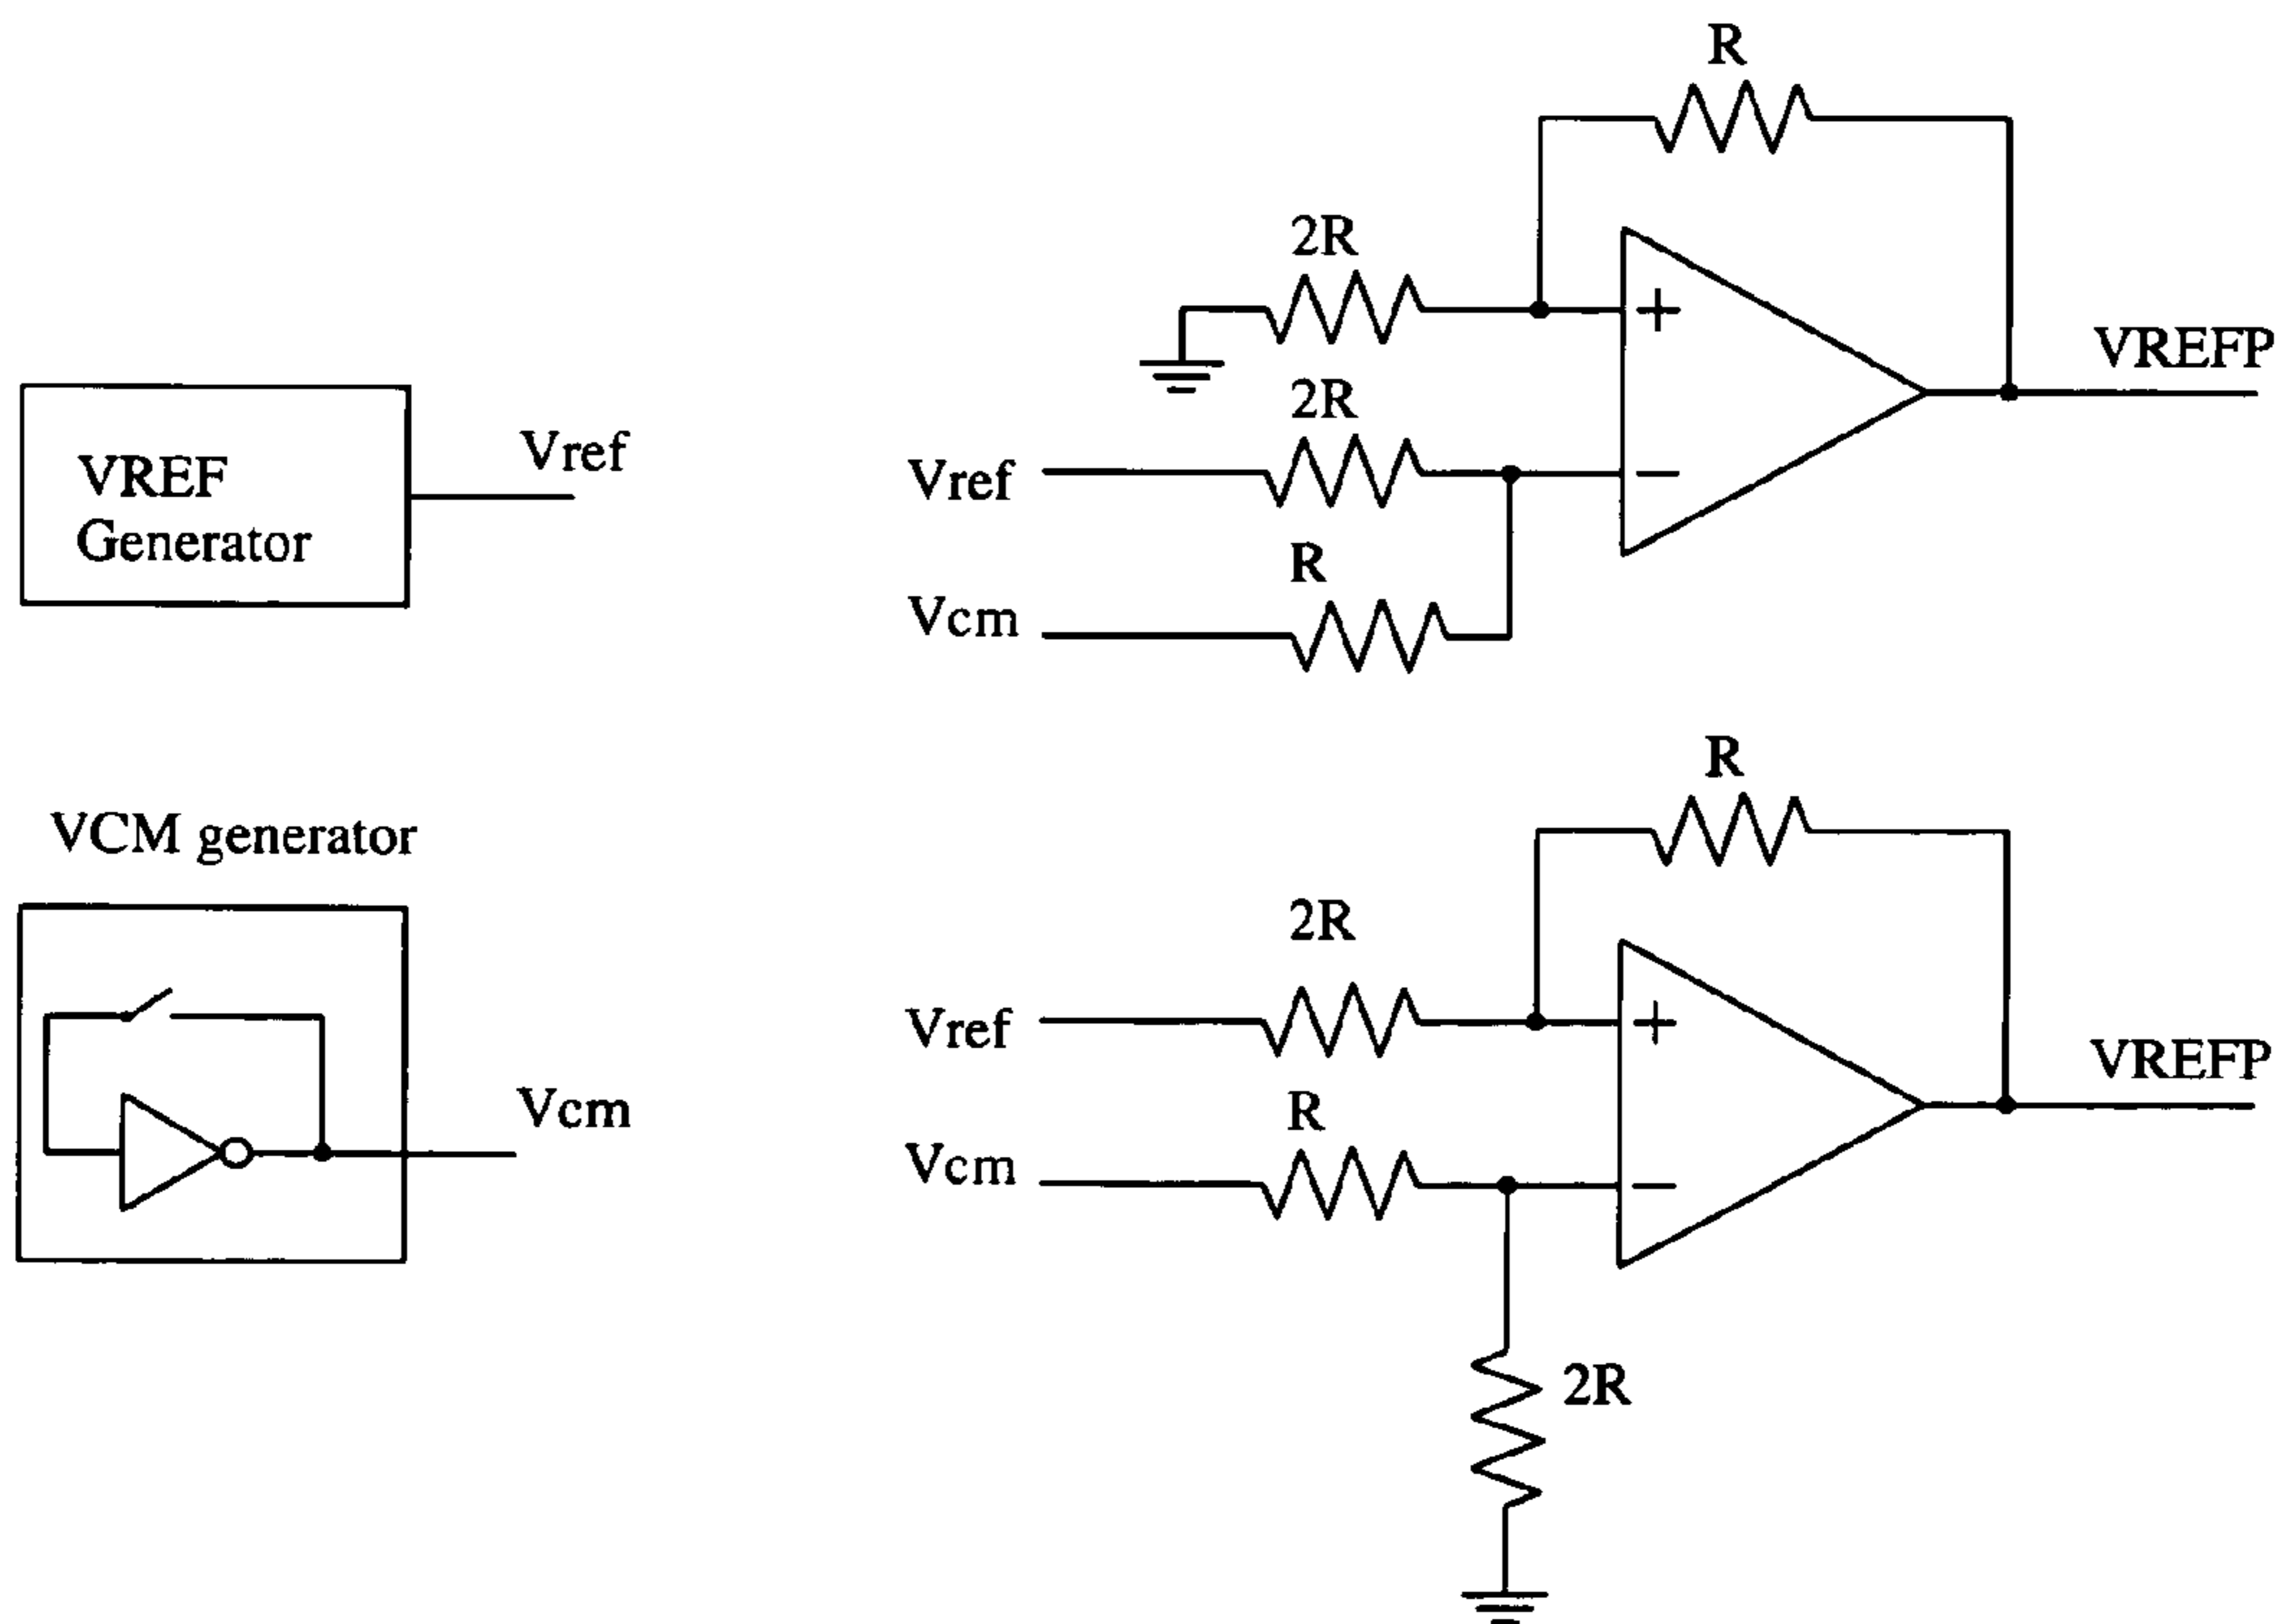 VREF
Generator
Vref
VCM generator
Vcm
R
2R
+
2R
Vref
−
VREFP
R
Vcm
R
2R
Vref
+
R
Vcm
−
VREFP
2R